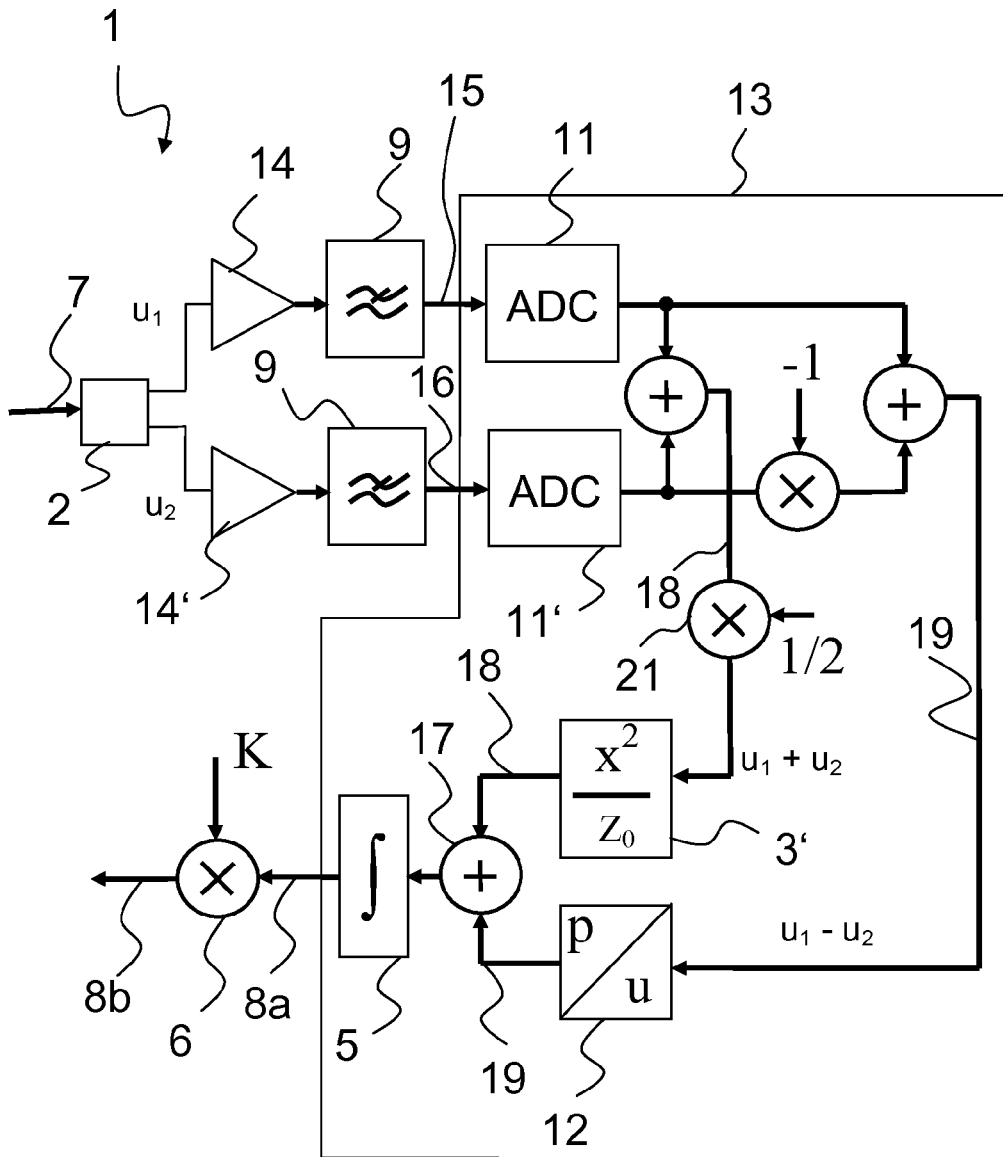 1
15
13
14
9
11
7
u₁
ADC
-1
9
16
+
+
2
u₂
ADC
×
14‘
11‘
18
×
1/2
21
19
18
17
x²
Z₀
u₁ + u₂
K
3‘
×
∫
+
p
u
u₁ - u₂
8b
6
8a
5
19
12